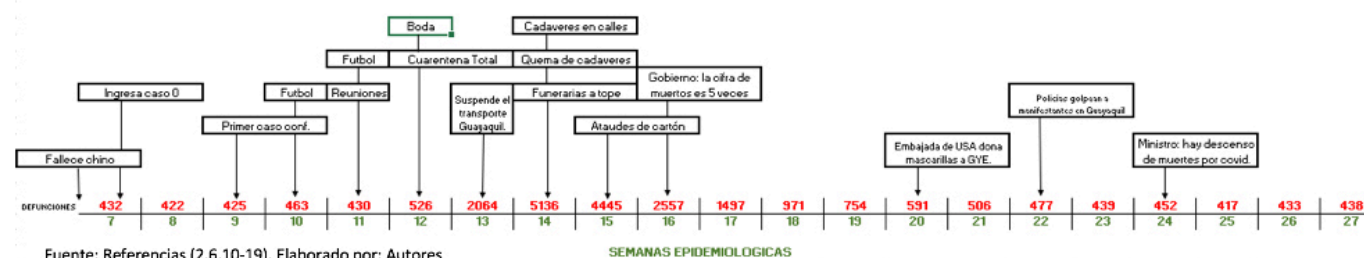 Boda
Cadaveres en calles
Futbol
Cuarentena Total
Quema de cadaveres
Gobierno: la cifra de
muertos es 5 veces
Ingresa caso 0
Futbol
Reuniones
Suspende el
transporte
Guayaquil.
Funerarias a tope
Policias golpean a
manifestantes en Guayaquil
Primer caso conf.
Ataudes de cartón
Fallece chino
Embajada de USA dona
mascarillas a GYE.
Ministro: hay descenso
de muertes por covid.
DEFUNCIONES 432 422 425 463 430 526 2064 5136 4445 2557 1497 971 754 591 506 477 439 452 417 433 438
7 8 9 10 11 12 13 14 15 16 17 18 19 20 21 22 23 24 25 26 27
SEMANAS EPIDEMIOLOGICAS
Fuente: Referencias (2,6,10-19). Elaborado por: Autores